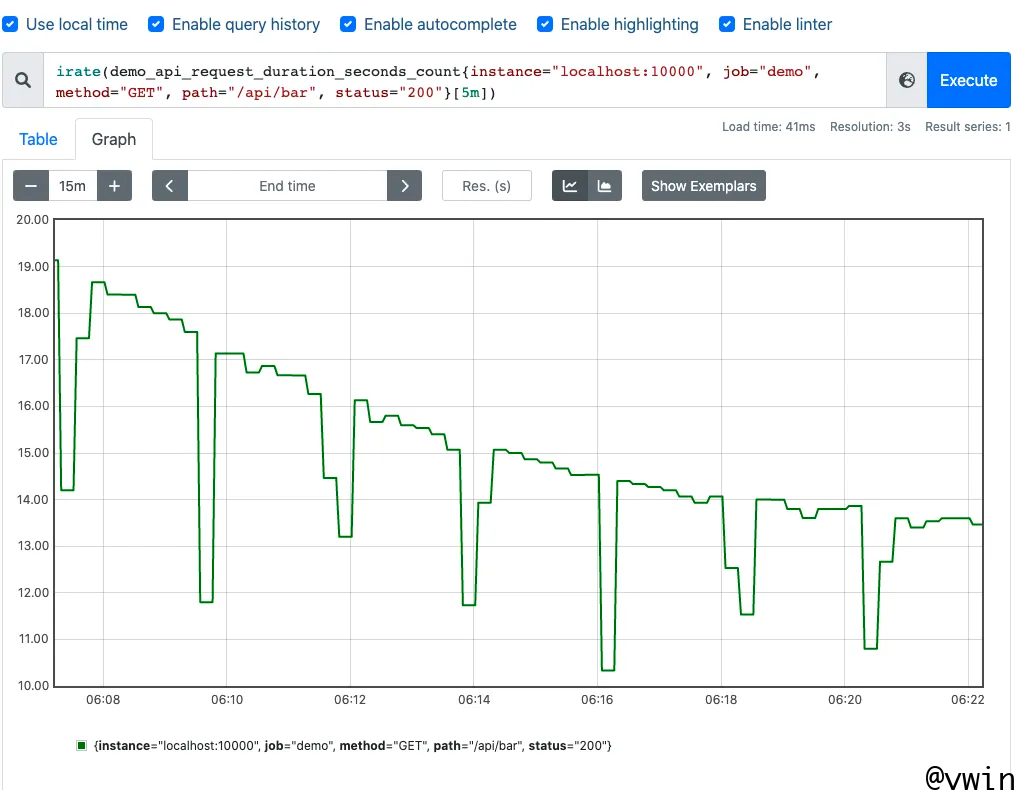 Use local time Enable query history Enable autocomplete Enable highlighting Enable linter
irate(demo_api_request_duration_seconds_count{instance="localhost:10000", job="demo",
method="GET", path="/api/bar", status="200"}[5m])
Execute
Load time: 41ms Resolution: 3s Result series: 1
Table Graph
− 15m + End time Res. (s) Show Exemplars
20.00
19.00
18.00
17.00
16.00
15.00
14.00
13.00
12.00
11.00
10.00
06:08 06:10 06:12 06:14 06:16 06:18 06:20 06:22
{instance="localhost:10000", job="demo", method="GET", path="/api/bar", status="200"}
@vwin